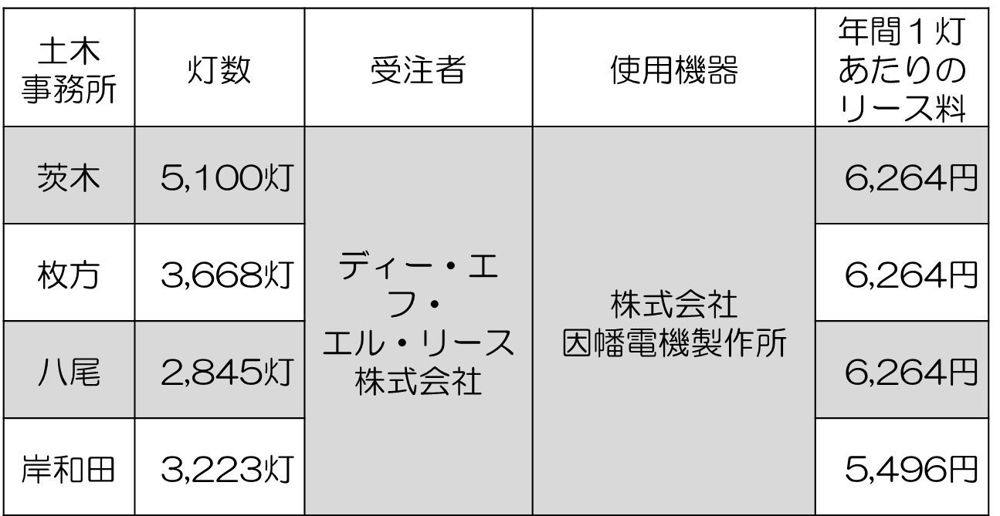 土木
事務所
灯数
受注者
使用機器
年間１灯
あたりの
リース料
茨木
5,100灯
ディー・エ
フ・
エル・リース
株式会社
株式会社
因幡電機製作所
6,264円
枚方
3,668灯
6,264円
八尾
2,845灯
6,264円
岸和田
3,223灯
5,496円